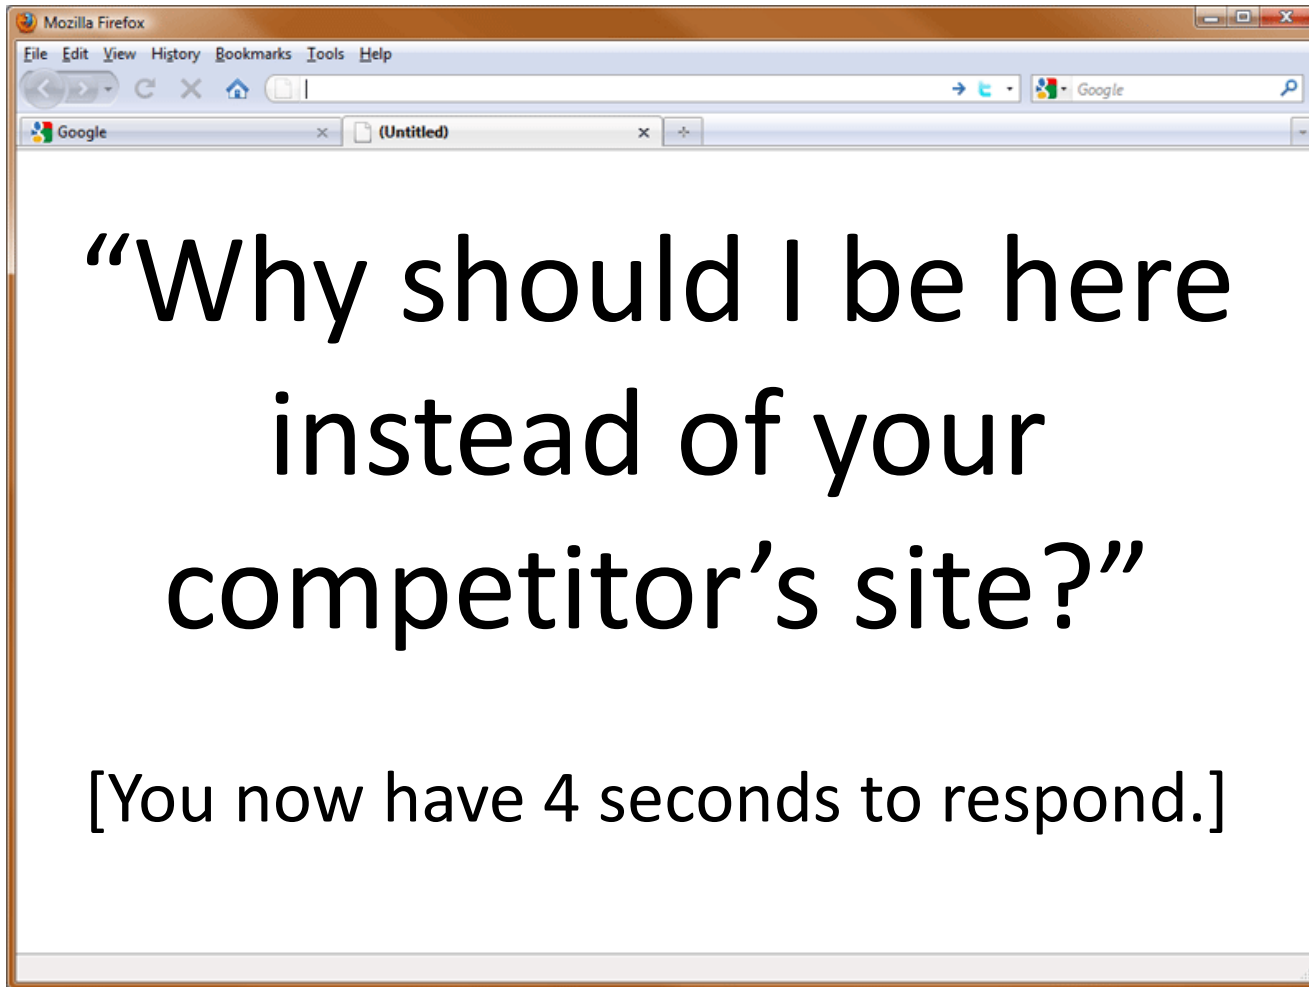 Mozilla Firefox
File Edit View History Bookmarks Tools Help
Google
Google
(Untitled)
“Why should I be here
instead of your
competitor’s site?”
[You now have 4 seconds to respond.]